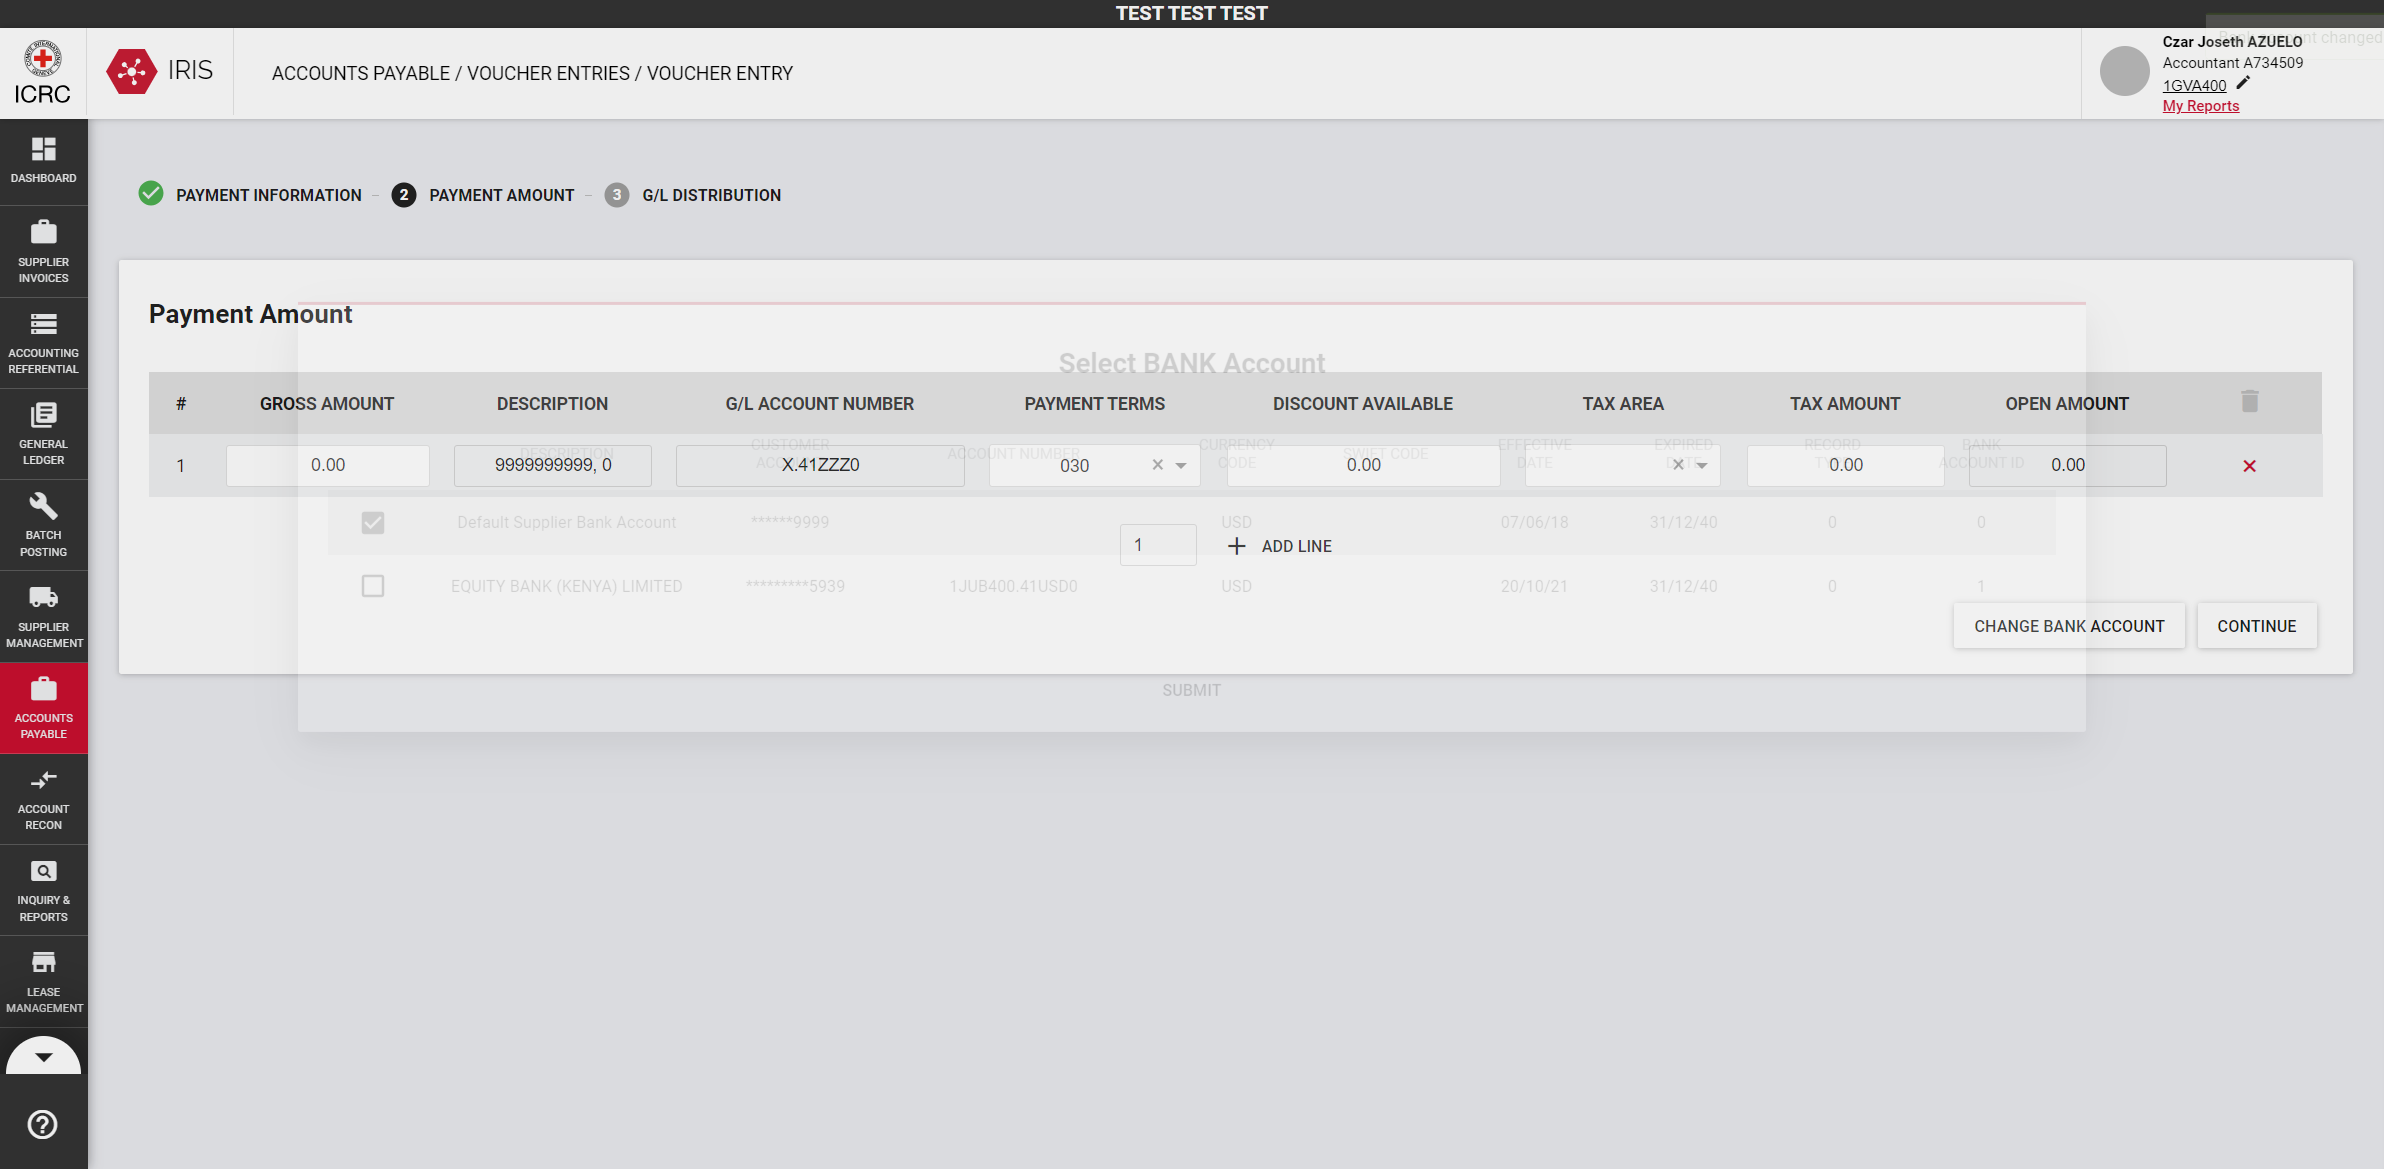 TEST TEST TEST
ICRC
IRIS
ACCOUNTS PAYABLE / VOUCHER ENTRIES / VOUCHER ENTRY
Czar Joseth AZUELO
Accountant A734509
1GVA400
My Reports
DASHBOARD
SUPPLIER
INVOICES
ACCOUNTING
REFERENTIAL
GENERAL
LEDGER
BATCH
POSTING
SUPPLIER
MANAGEMENT
ACCOUNTS
PAYABLE
ACCOUNT
RECON
INQUIRY &
REPORTS
LEASE
MANAGEMENT
PAYMENT INFORMATION – 2 PAYMENT AMOUNT – 3 G/L DISTRIBUTION
Payment Amount
Select BANK Account
# GROSS AMOUNT DESCRIPTION G/L ACCOUNT NUMBER PAYMENT TERMS DISCOUNT AVAILABLE TAX AREA TAX AMOUNT OPEN AMOUNT
DESCRIPTION CUSTOMER ACCOUNT NUMBER CURRENCY CODE SWIFT CODE EFFECTIVE DATE EXPIRED DATE RECORD BANK ACCOUNT ID
1 0.00 9999999999, 0 X.41ZZZ0 030 0.00 0.00 0.00
Default Supplier Bank Account ******9999 USD 07/06/18 31/12/40 0 0
1 ADD LINE
EQUITY BANK (KENYA) LIMITED *********5939 1JUB400.41USD0 USD 20/10/21 31/12/40 0 1
CHANGE BANK ACCOUNT CONTINUE
SUBMIT